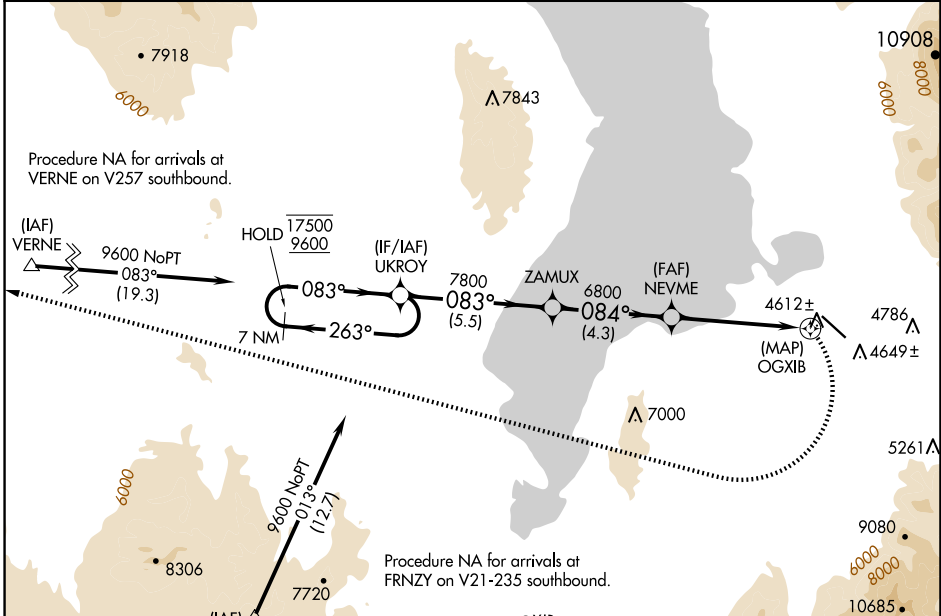 7918
6000
10908
8000
6000
7843
Procedure NA for arrivals at
VERNE on V257 southbound.
(IAF)
VERNE
9600 NoPT
083°
(19.3)
HOLD
17500
9600
083°
263°
7 NM
(IF/IAF)
UKROY
7800
083°
(5.5)
ZAMUX
6800
084°
(4.3)
(FAF)
NEVME
4612±
4786
4649±
(MAP)
OGXIB
7000
5261
9600 NoPT
013°
(12.7)
6000
8306
7720
(IAF)
Procedure NA for arrivals at
FRNZY on V21-235 southbound.
9080
6000
8000
10685